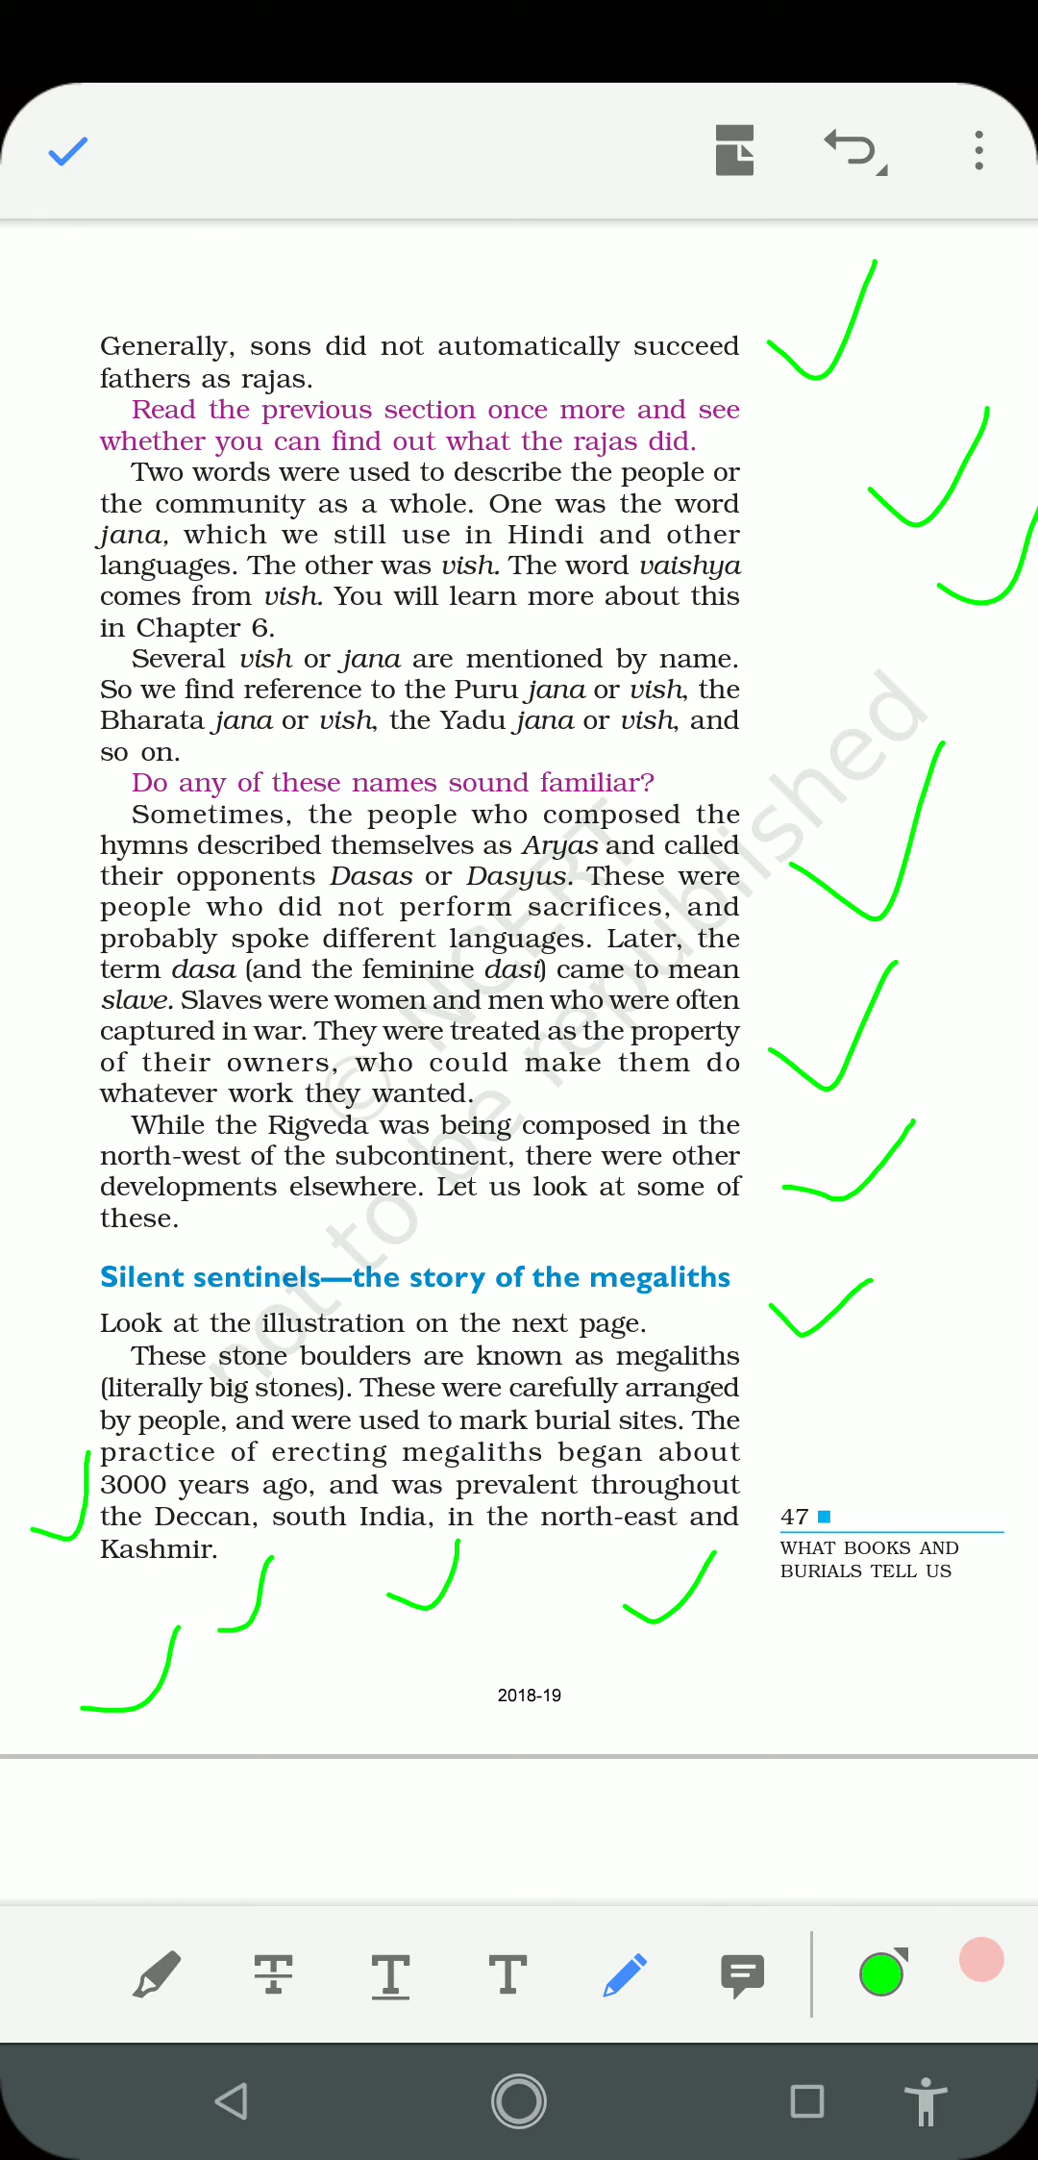 Generally, sons did not automatically succeed
fathers as rajas.
Read the previous section once more and see
whether you can find out what the rajas did.
Two words were used to describe the people or
the community as a whole. One was the word
jana, which we still use in Hindi and other
languages. The other was vish. The word vaishya
comes from vish. You will learn more about this
in Chapter 6.
Several vish or jana are mentioned by name.
So we find reference to the Puru jana or vish, the
Bharata jana or vish, the Yadu jana or vish, and
so on.
Do any of these names sound familiar?
Sometimes, the people who composed the
hymns described themselves as Aryas and called
their opponents Dasas or Dasyus. These were
people who did not perform sacrifices, and
probably spoke different languages. Later, the
term dasa (and the feminine dasi) came to mean
slave. Slaves were women and men who were often
captured in war. They were treated as the property
of their owners, who could make them do
whatever work they wanted.
While the Rigveda was being composed in the
north-west of the subcontinent, there were other
developments elsewhere. Let us look at some of
these.
Silent sentinels—the story of the megaliths
Look at the illustration on the next page.
These stone boulders are known as megaliths
(literally big stones). These were carefully arranged
by people, and were used to mark burial sites. The
practice of erecting megaliths began about
3000 years ago, and was prevalent throughout
the Deccan, south India, in the north-east and
Kashmir.
47
WHAT BOOKS AND
BURIALS TELL US
2018-19
© NCERT
not to be republished